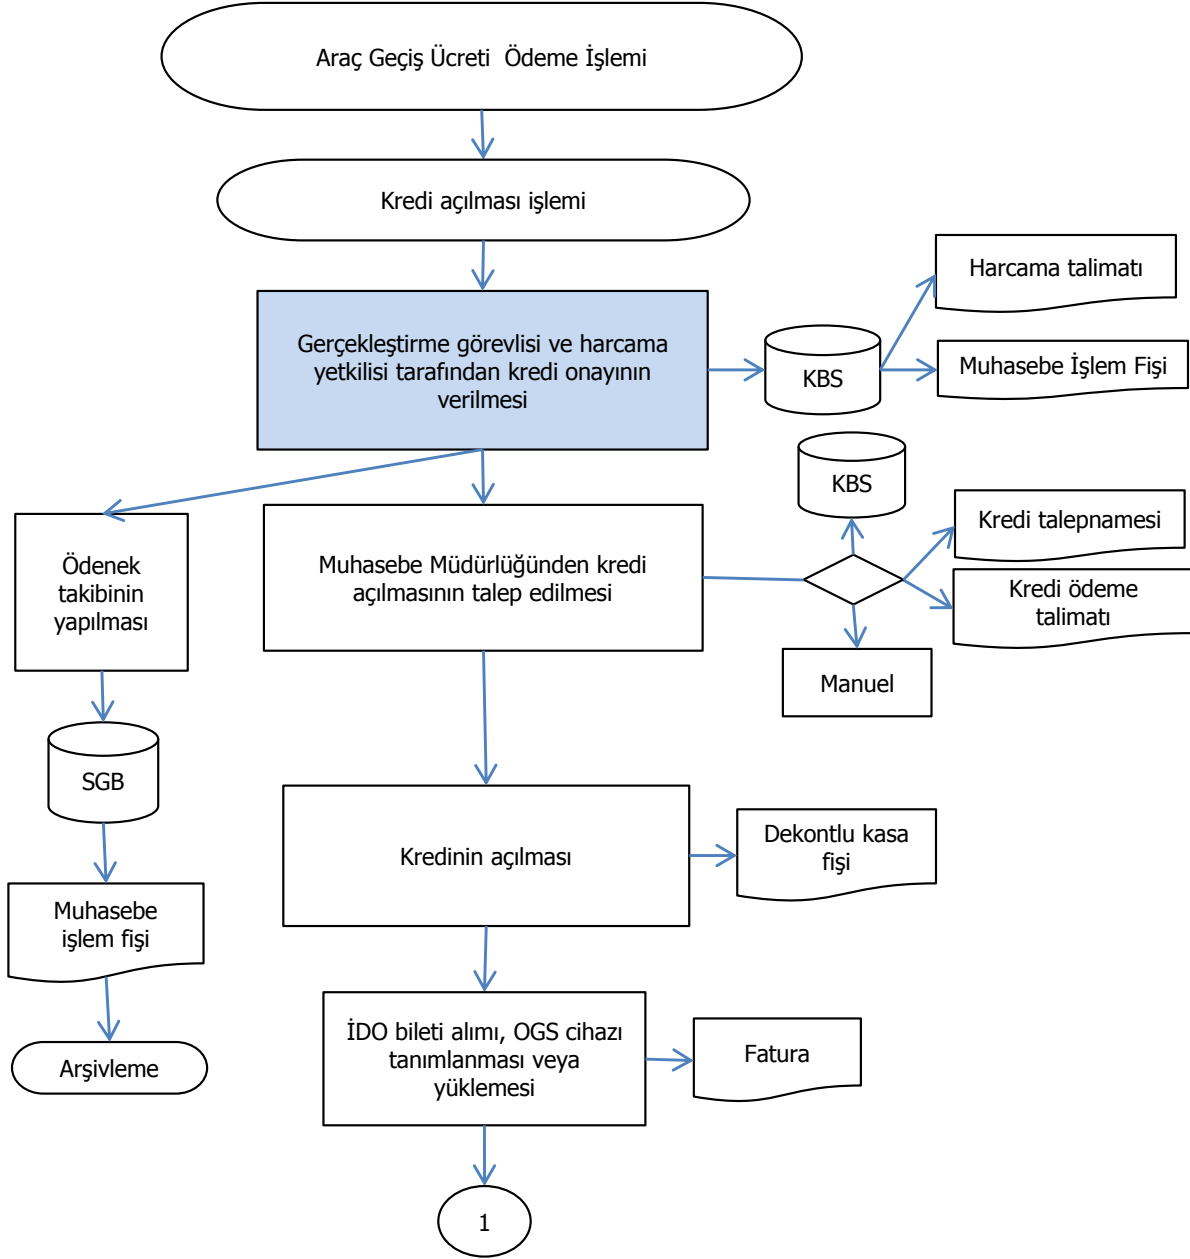 Araç Geçiş Ücreti  Ödeme İşlemi
Kredi açılması işlemi
Gerçekleştirme görevlisi ve harcama
yetkilisi tarafından kredi onayının
verilmesi
KBS
Harcama talimatı
Muhasebe İşlem Fişi
KBS
Kredi talepnamesi
Kredi ödeme
talimatı
Manuel
Muhasebe Müdürlüğünden kredi
açılmasının talep edilmesi
Ödenek
takibinin
yapılması
SGB
Muhasebe
işlem fişi
Arşivleme
Kredinin açılması
Dekontlu kasa
fişi
İDO bileti alımı, OGS cihazı
tanımlanması veya
yüklemesi
Fatura
1